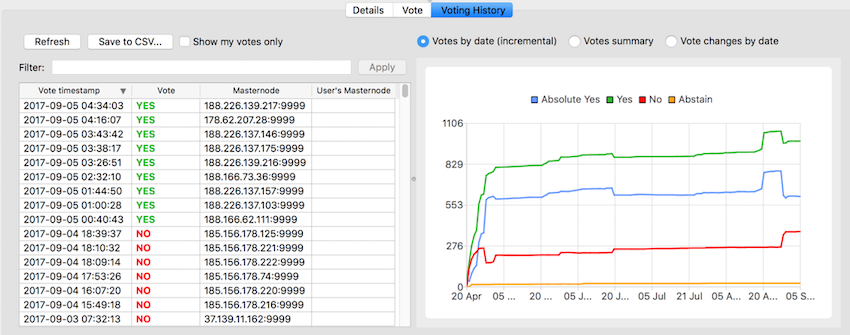 Details Vote Voting History
Refresh Save to CSV... Show my votes only
Filter: Apply
Vote timestamp Vote Masternode User's Masternode
2017-09-05 04:34:03 YES 188.226.139.217:9999
2017-09-05 04:16:07 YES 178.62.207.28:9999
2017-09-05 03:43:42 YES 188.226.137.146:9999
2017-09-05 03:38:17 YES 188.226.137.175:9999
2017-09-05 03:26:51 YES 188.226.139.216:9999
2017-09-05 02:32:10 YES 188.166.73.36:9999
2017-09-05 01:44:50 YES 188.226.137.157:9999
2017-09-05 01:00:28 YES 188.226.137.103:9999
2017-09-05 00:40:43 YES 188.166.62.111:9999
2017-09-04 18:39:37 NO 185.156.178.125:9999
2017-09-04 18:10:32 NO 185.156.178.221:9999
2017-09-04 18:09:14 NO 185.156.178.222:9999
2017-09-04 17:53:26 NO 185.156.178.74:9999
2017-09-04 16:07:20 NO 185.156.178.220:9999
2017-09-04 15:49:18 NO 185.156.178.216:9999
2017-09-03 07:32:13 NO 37.139.11.162:9999
Votes by date (incremental) Votes summary Vote changes by date
Absolute Yes Yes No Abstain
1106
829
553
276
0
20 Apr 05 ... 20 ... 05 J... 20 J... 05 Jul 21 Jul 05 A... 20 A... 05 S...